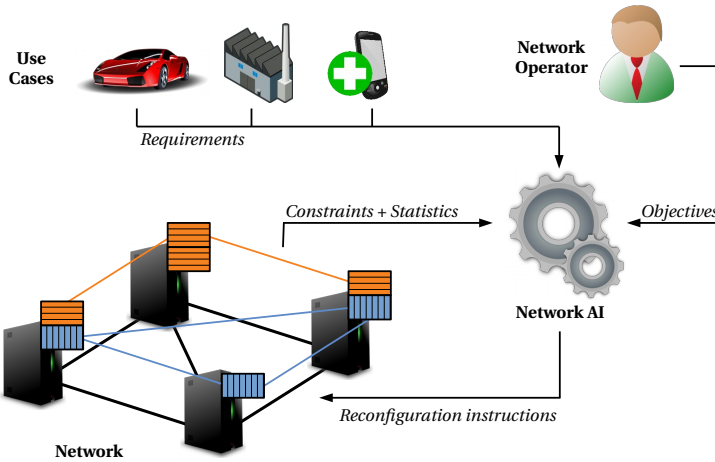 Use
Cases
Network
Operator
Requirements
Constraints + Statistics
Objectives
Network AI
Reconfiguration instructions
Network